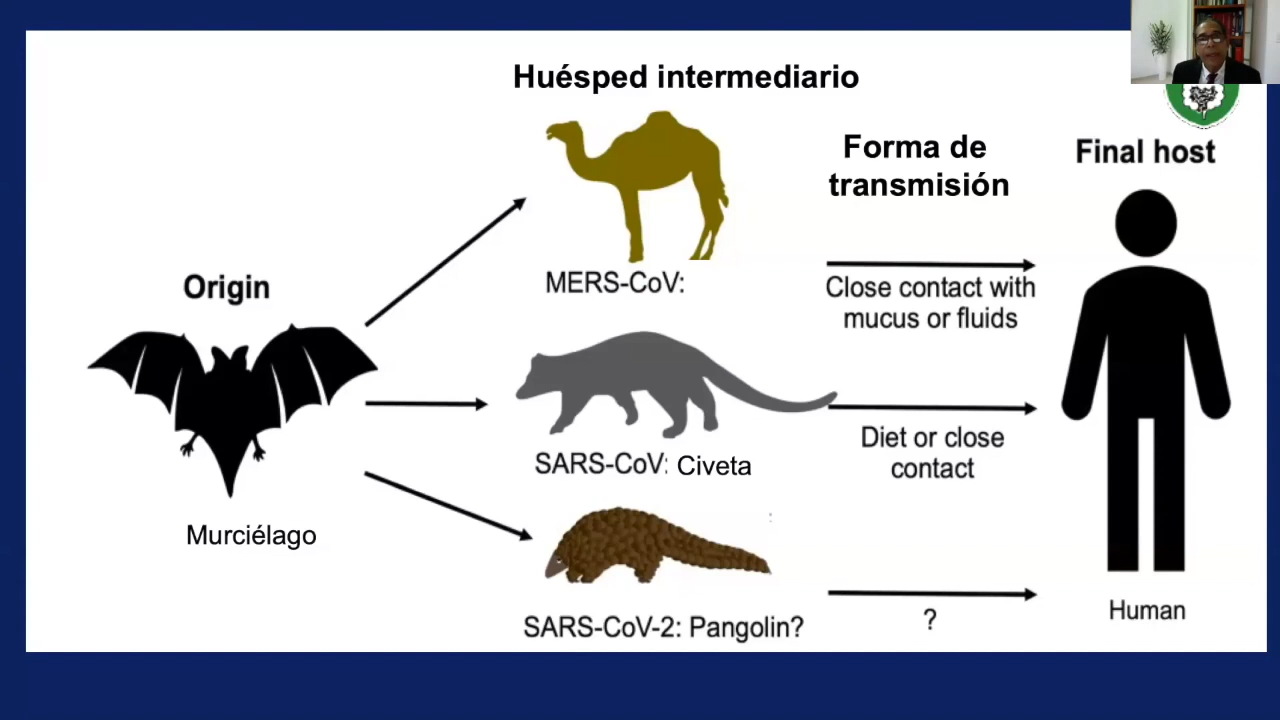 Huésped intermediario
Forma de
transmisión
Final host
Origin
MERS-CoV:
Close contact with
mucus or fluids
SARS-CoV: Civeta
Diet or close
contact
Murciélago
SARS-CoV-2: Pangolin?
?
Human